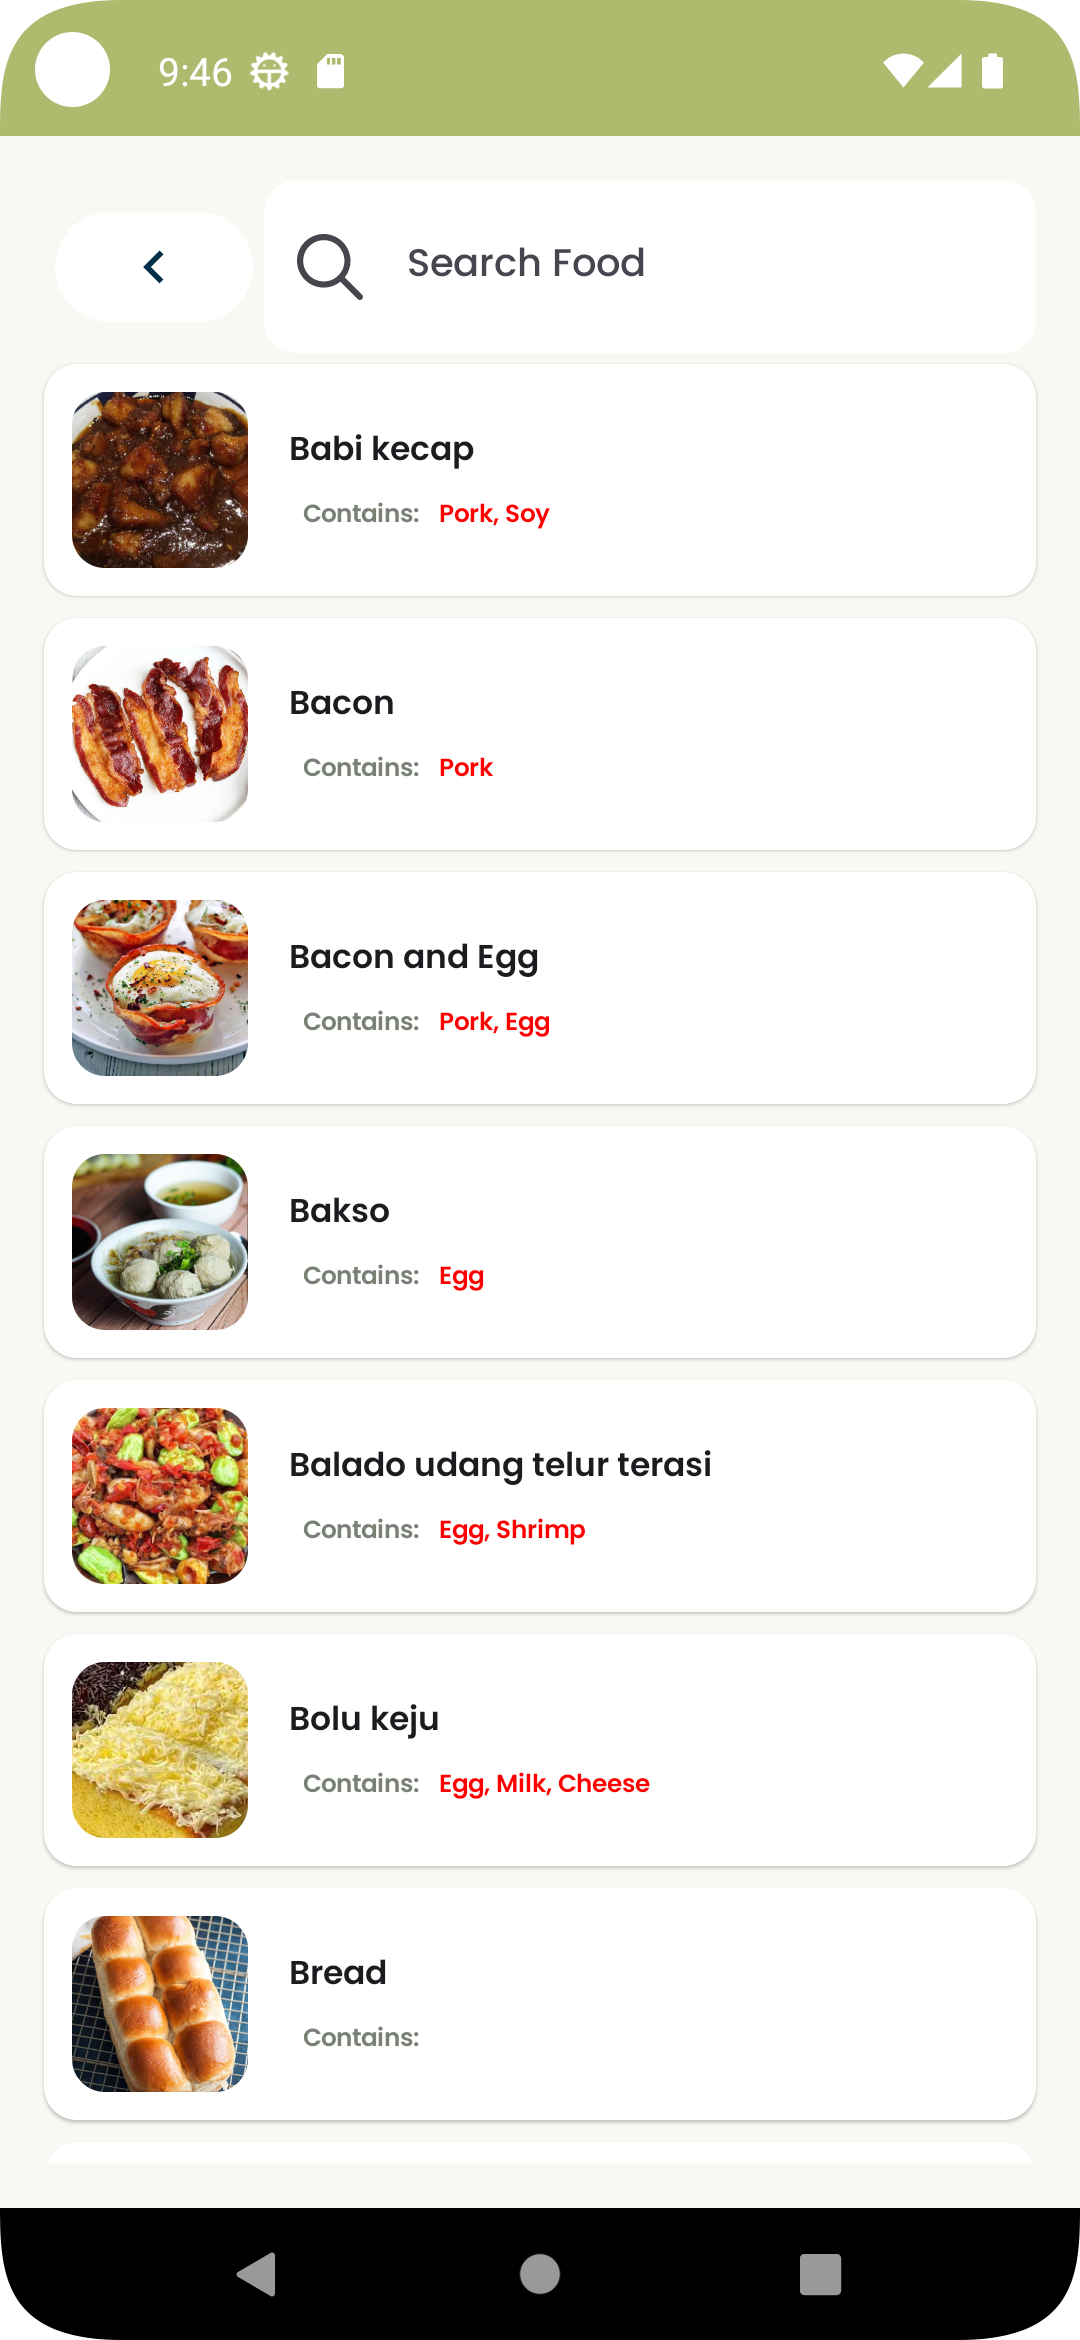 9:46
Search Food
Babi kecap
Contains: Pork, Soy
Bacon
Contains: Pork
Bacon and Egg
Contains: Pork, Egg
Bakso
Contains: Egg
Balado udang telur terasi
Contains: Egg, Shrimp
Bolu keju
Contains: Egg, Milk, Cheese
Bread
Contains: